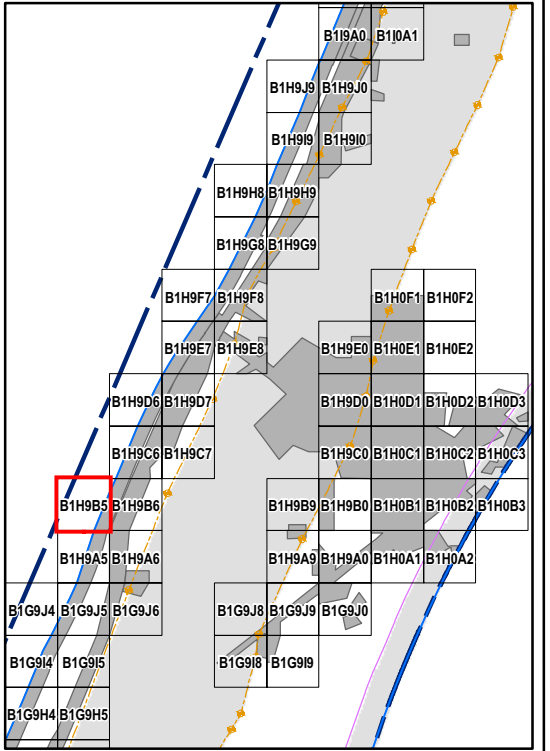 B1I9A0 B1I0A1
B1H9J9 B1H9J0
B1H9I9 B1H9I0
B1H9H8 B1H9H9
B1H9G8 B1H9G9
B1H9F7 B1H9F8 B1H0F1 B1H0F2
B1H9E7 B1H9E8 B1H9E0 B1H0E1 B1H0E2
B1H9D6 B1H9D7 B1H9D0 B1H0D1 B1H0D2 B1H0D3
B1H9C6 B1H9C7 B1H9C0 B1H0C1 B1H0C2 B1H0C3
B1H9B5 B1H9B6 B1H9B9 B1H9B0 B1H0B1 B1H0B2 B1H0B3
B1H9A5 B1H9A6 B1H9A9 B1H9A0 B1H0A1 B1H0A2
B1G9J4 B1G9J5 B1G9J6 B1G9J8 B1G9J9 B1G9J0
B1G9I4 B1G9I5 B1G9I8 B1G9I9
B1G9H4 B1G9H5